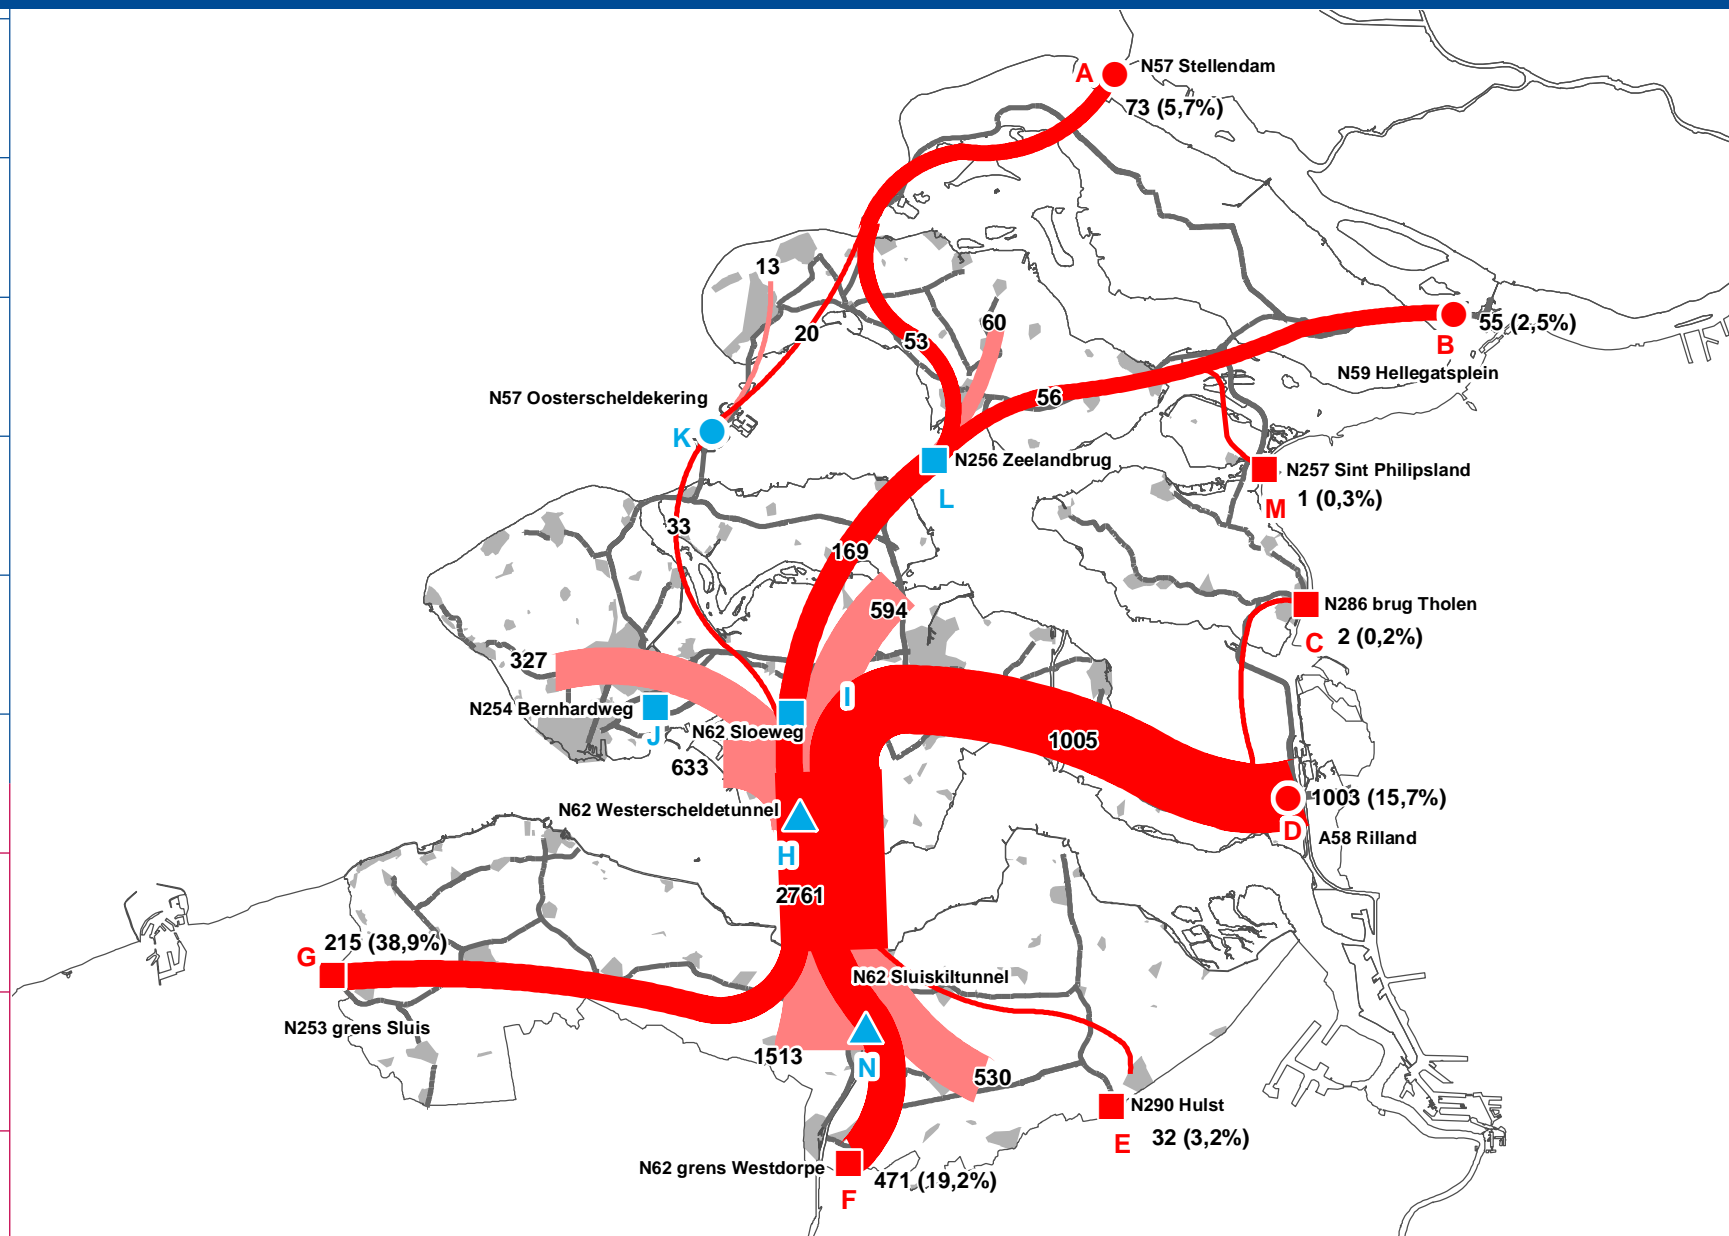 A
N57 Stellendam
73 (5,7%)
13
20
53
60
55 (2,5%)
B
N59 Hellegatsplein
56
N57 Oosterscheldekering
K
N256 Zeelandbrug
L
N257 Sint Philipsland
1 (0,3%)
M
33
169
594
N286 brug Tholen
2 (0,2%)
C
327
I
N254 Bernhardweg
J
N62 Sloeweg
1005
633
1003 (15,7%)
D
A58 Rilland
N62 Westerscheldetunnel
H
2761
215 (38,9%)
G
N253 grens Sluis
N62 Sluiskiltunnel
1513
N
530
N290 Hulst
32 (3,2%)
E
N62 grens Westdorpe
471 (19,2%)
F